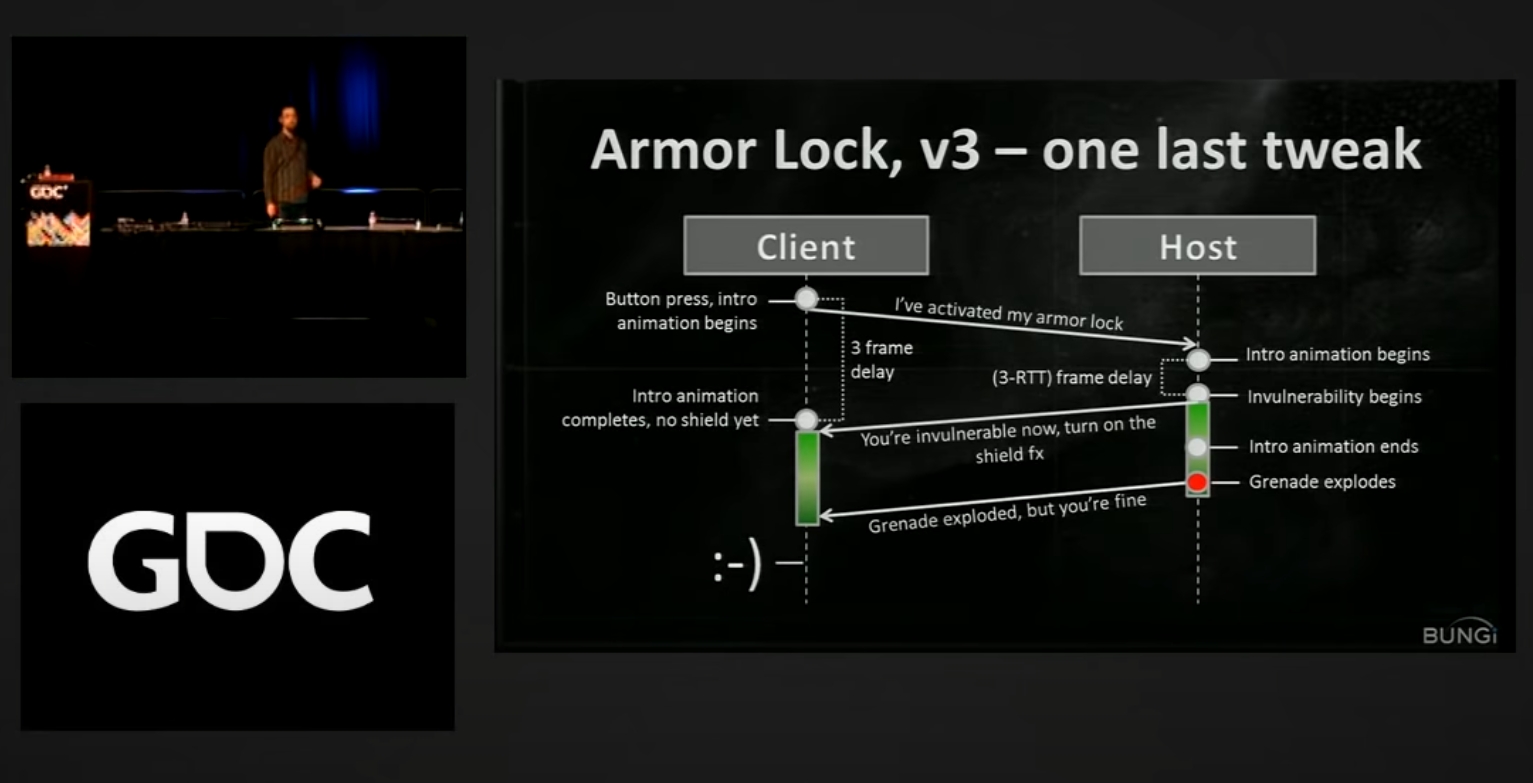 GDC
GDC
Armor Lock, v3 – one last tweak
Client
Host
Button press, intro
animation begins
I've activated my armor lock
3 frame
delay
Intro animation begins
(3-RTT) frame delay
Invulnerability begins
Intro animation
completes, no shield yet
You're invulnerable now, turn on the
shield fx
Intro animation ends
Grenade explodes
Grenade exploded, but you're fine
:-)
BUNGiE